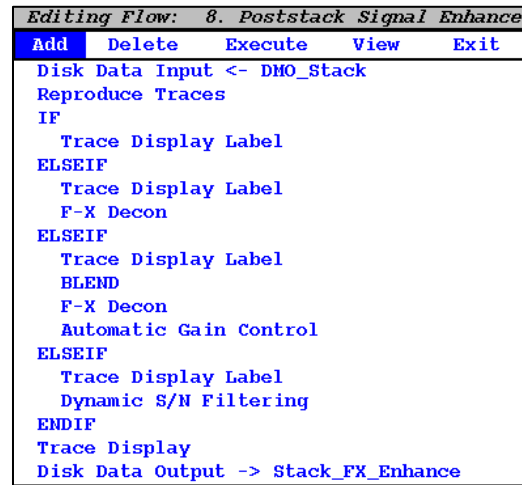 Editing Flow: 8. Poststack Signal Enhance
Add Delete Execute View Exit
Disk Data Input <- DMO_Stack
Reproduce Traces
IF
Trace Display Label
ELSEIF
Trace Display Label
F-X Decon
ELSEIF
Trace Display Label
BLEND
F-X Decon
Automatic Gain Control
ELSEIF
Trace Display Label
Dynamic S/N Filtering
ENDIF
Trace Display
Disk Data Output -> Stack_FX_Enhance